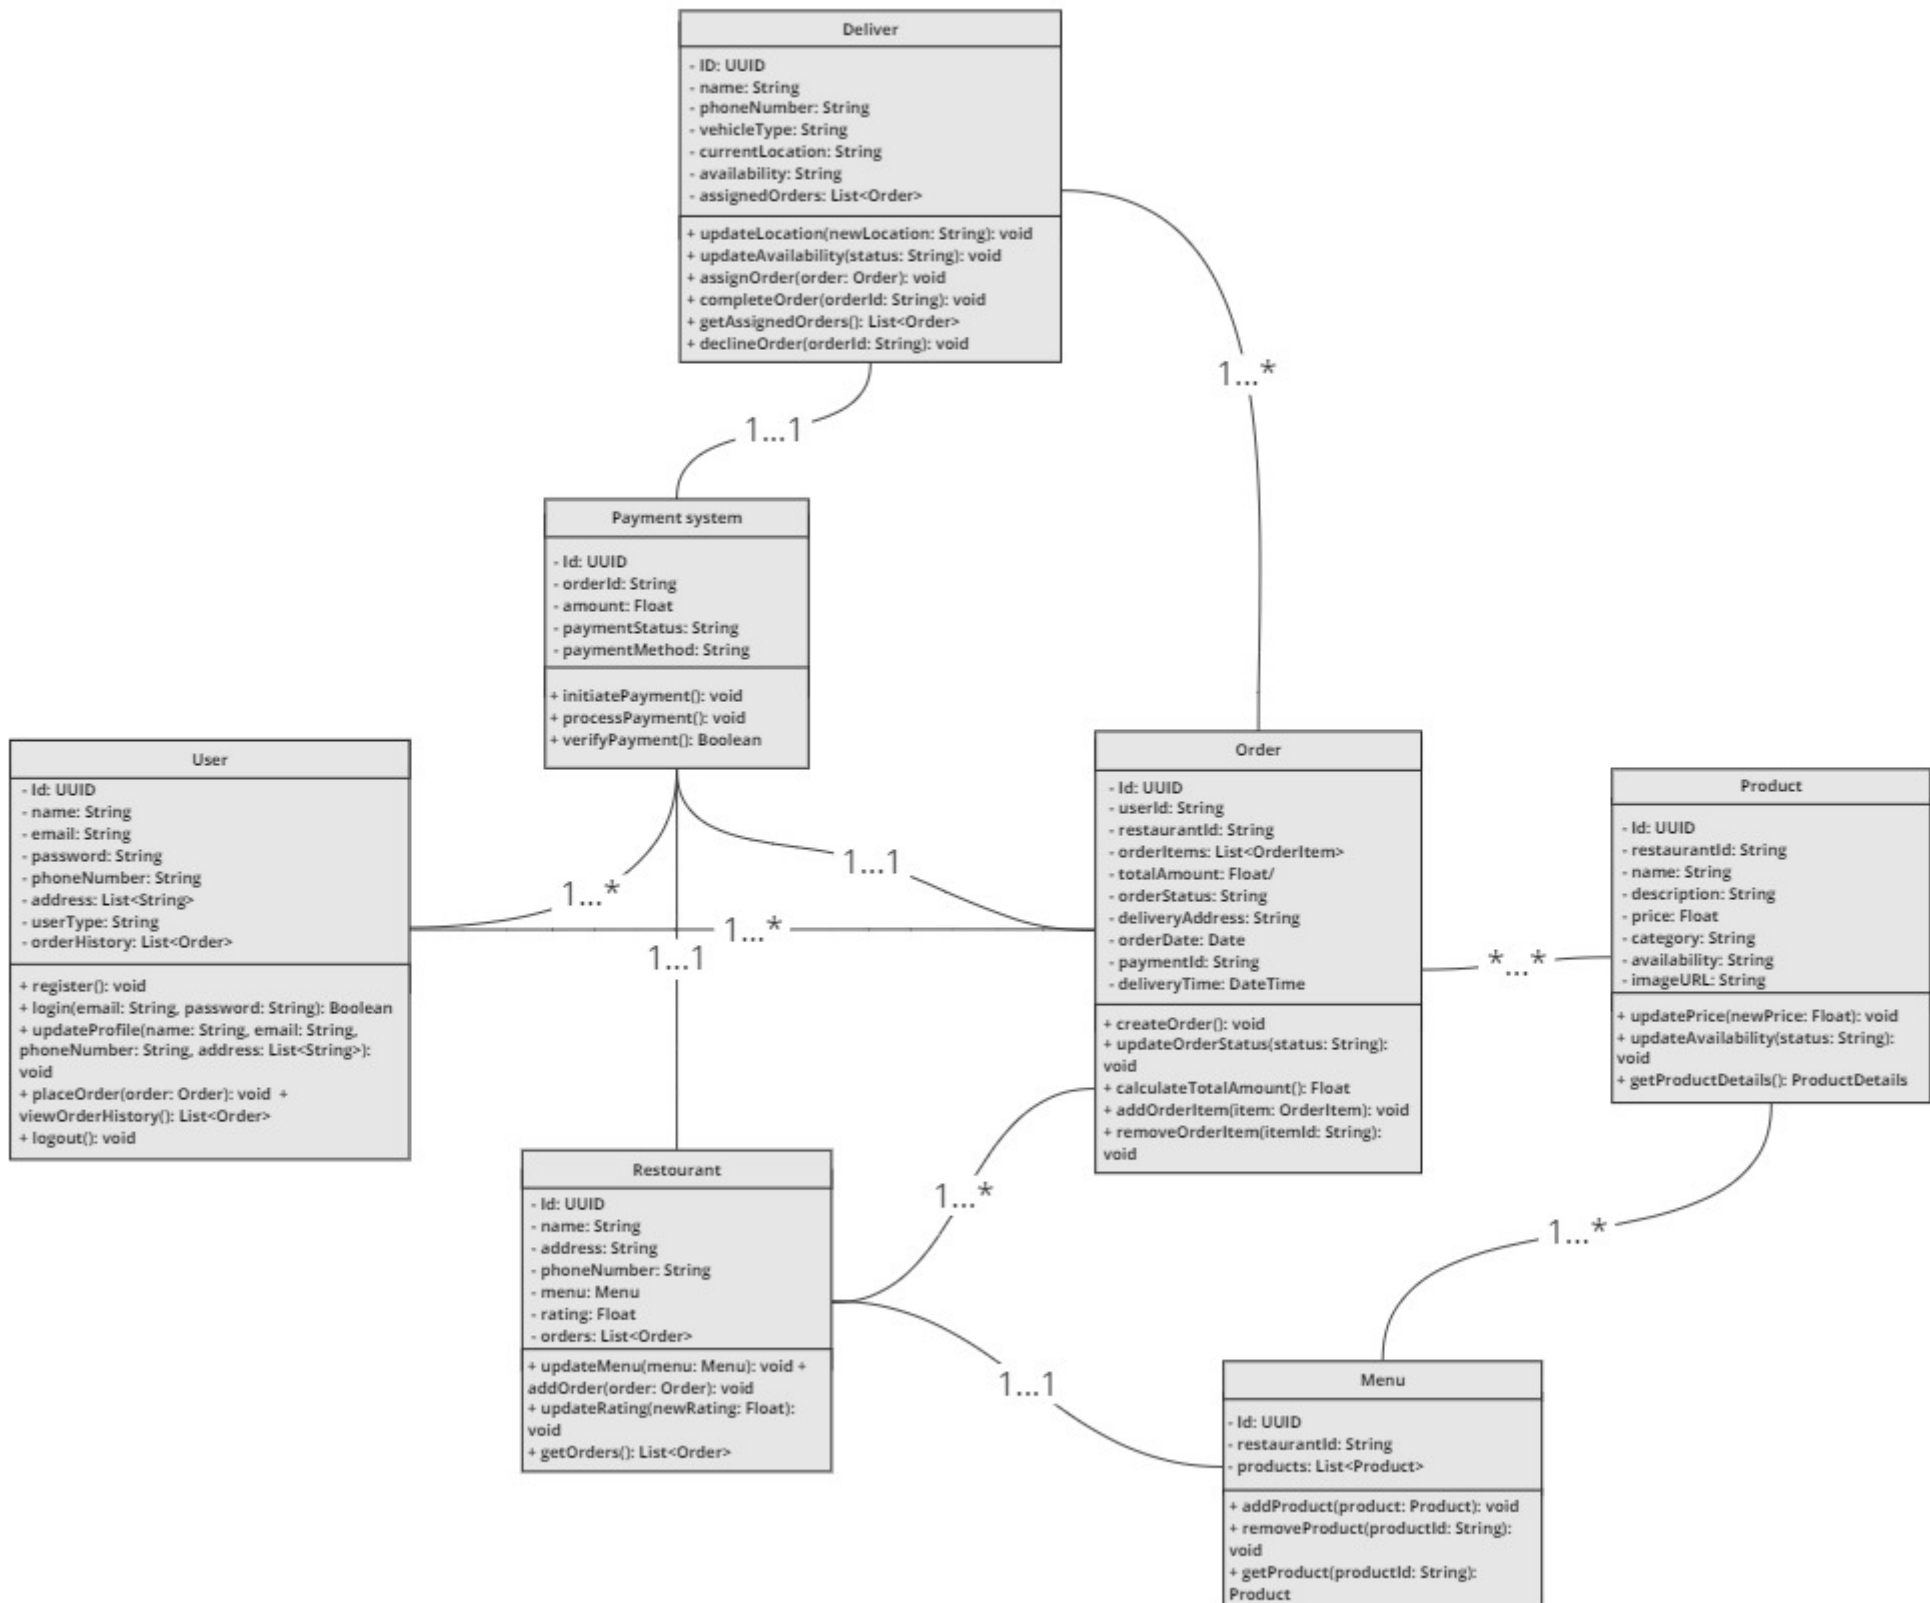 Deliver
- ID: UUID
- name: String
- phoneNumber: String
- vehicleType: String
- currentLocation: String
- availability: String
- assignedOrders: List<Order>
+ updateLocation(newLocation: String): void
+ updateAvailability(status: String): void
+ assignOrder(order: Order): void
+ completeOrder(orderId: String): void
+ getAssignedOrders(): List<Order>
+ declineOrder(orderId: String): void
1...*
1...1
Payment system
- Id: UUID
- orderId: String
- amount: Float
- paymentStatus: String
- paymentMethod: String
+ initiatePayment(): void
+ processPayment(): void
+ verifyPayment(): Boolean
User
- Id: UUID
- name: String
- email: String
- password: String
- phoneNumber: String
- address: List<String>
- userType: String
- orderHistory: List<Order>
+ register(): void
+ login(email: String, password: String): Boolean
+ updateProfile(name: String, email: String,
phoneNumber: String, address: List<String>):
void
+ placeOrder(order: Order): void +
viewOrderHistory(): List<Order>
+ logout(): void
1...*
1...1
1...*
1...1
Order
- Id: UUID
- userId: String
- restaurantId: String
- orderItems: List<OrderItem>
- totalAmount: Float/
- orderStatus: String
- deliveryAddress: String
- orderDate: Date
- paymentId: String
- deliveryTime: DateTime
+ createOrder(): void
+ updateOrderStatus(status: String):
void
+ calculateTotalAmount(): Float
+ addOrderItem(item: OrderItem): void
+ removeOrderItem(itemId: String):
void
*...*
Product
- Id: UUID
- restaurantId: String
- name: String
- description: String
- price: Float
- category: String
- availability: String
- imageURL: String
+ updatePrice(newPrice: Float): void
+ updateAvailability(status: String):
void
+ getProductDetails(): ProductDetails
Restourant
- Id: UUID
- name: String
- address: String
- phoneNumber: String
- menu: Menu
- rating: Float
- orders: List<Order>
+ updateMenu(menu: Menu): void +
addOrder(order: Order): void
+ updateRating(newRating: Float):
void
+ getOrders(): List<Order>
1...*
1...*
1...1
Menu
- Id: UUID
- restaurantId: String
- products: List<Product>
+ addProduct(product: Product): void
+ removeProduct(productId: String):
void
+ getProduct(productId: String):
Product